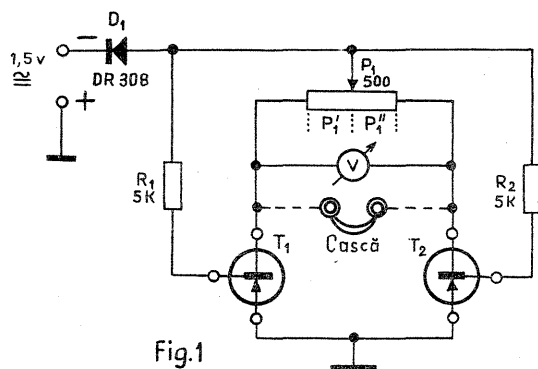 D1
−
1,5 v
≅
DR 308
+
P1
500
P1' P1''
V
R1
5K
R2
5K
Cască
T1
T2
Fig.1